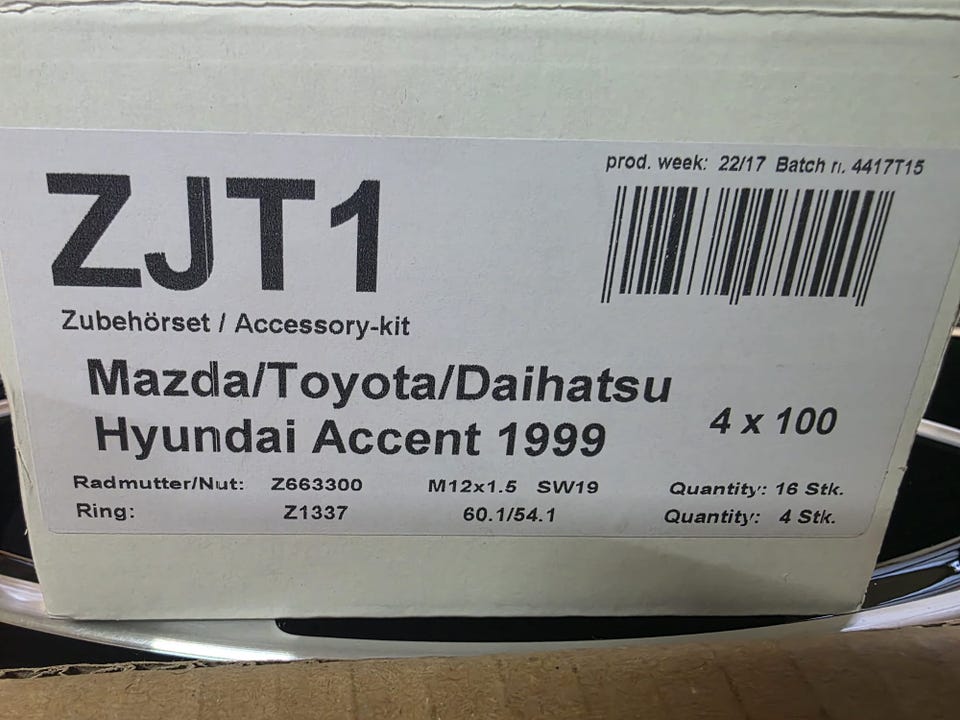 prod. week: 22/17 Batch n. 4417T15
ZJT1
Zubehörset / Accessory-kit
Mazda/Toyota/Daihatsu
Hyundai Accent 1999
4 x 100
Radmutter/Nut: Z663300 M12x1.5 SW19 Quantity: 16 Stk.
Ring: Z1337 60.1/54.1 Quantity: 4 Stk.